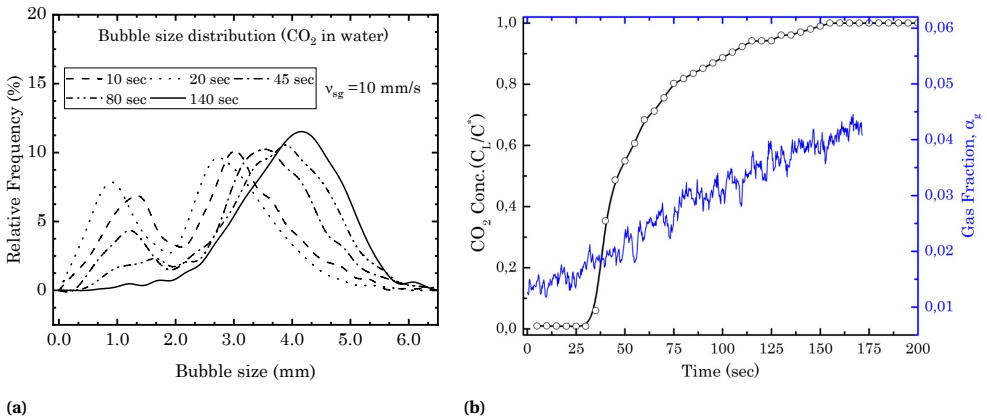 Bubble size distribution (CO₂ in water)
10 sec 20 sec 45 sec
80 sec 140 sec
ν_sg =10 mm/s
Relative Frequency (%)
20
15
10
5
0
0.0 1.0 2.0 3.0 4.0 5.0 6.0
Bubble size (mm)
(a)
CO₂ Conc.(C_L/C*)
1,0
0,8
0,6
0,4
0,2
0,0
0 25 50 75 100 125 150 175 200
Time (sec)
0,06
0,05
0,04
0,03
0,02
0,01
Gas Fraction, α_g
(b)